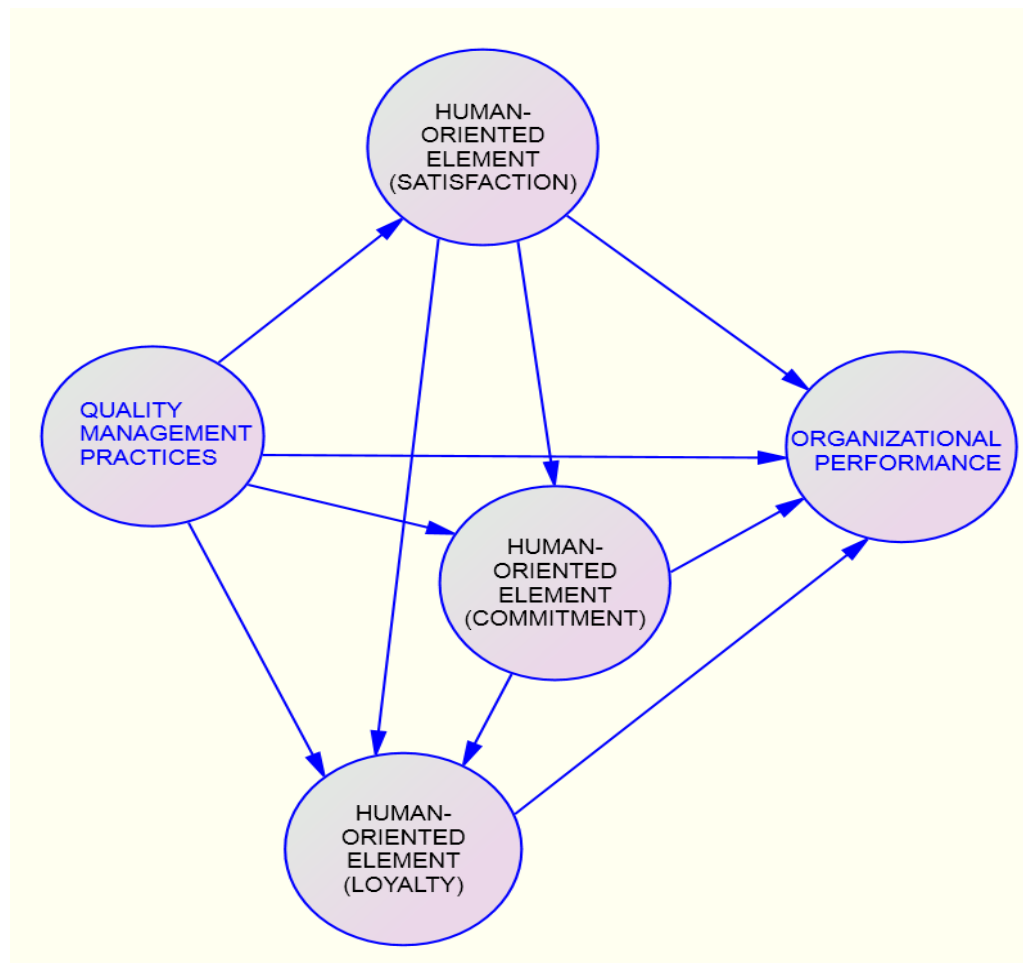 HUMAN-
ORIENTED
ELEMENT
(SATISFACTION)
QUALITY
MANAGEMENT
PRACTICES
ORGANIZATIONAL
PERFORMANCE
HUMAN-
ORIENTED
ELEMENT
(COMMITMENT)
HUMAN-
ORIENTED
ELEMENT
(LOYALTY)